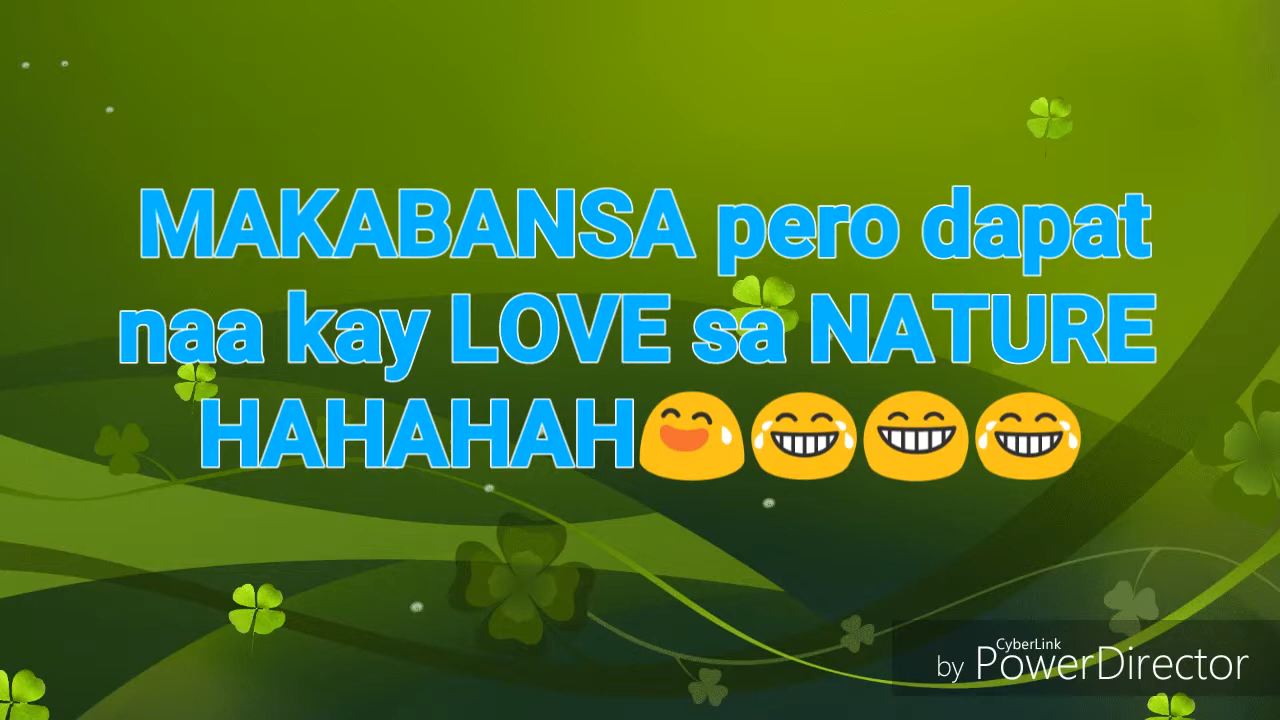 MAKABANSA pero dapat
naa kay LOVE sa NATURE
HAHAHAH😅😂😁😂
CyberLink
by PowerDirector